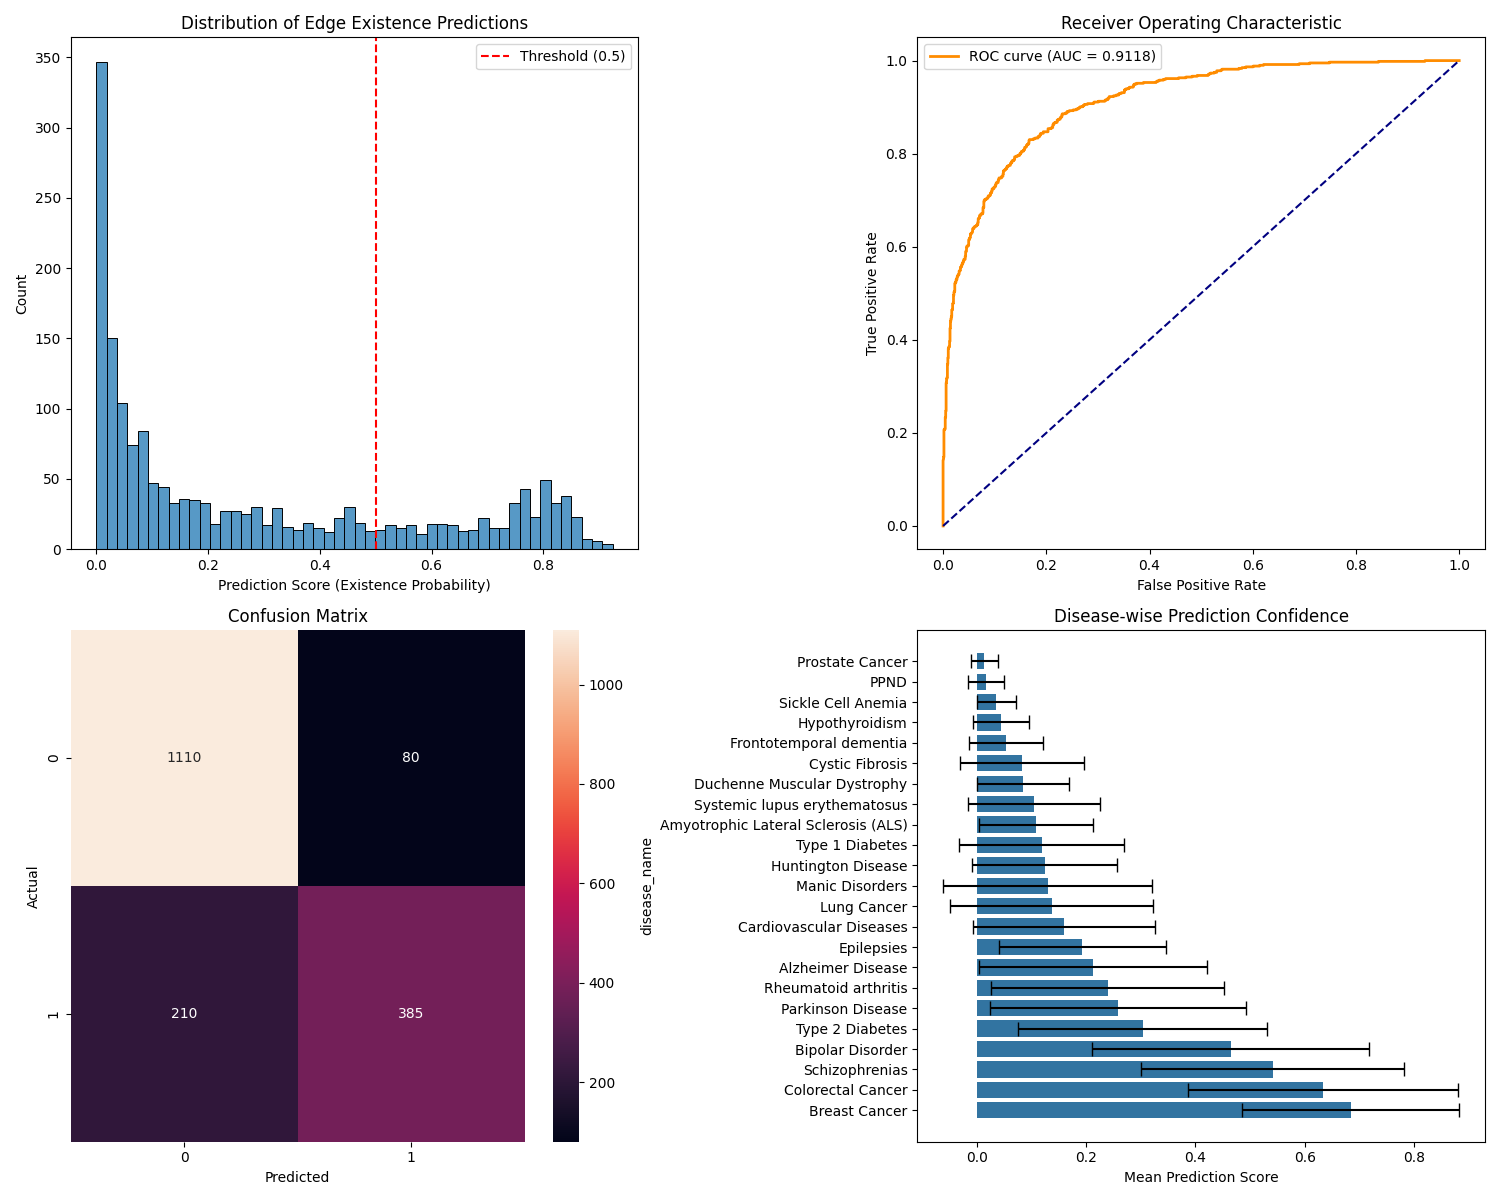 Distribution of Edge Existence Predictions
350
300
250
200
150
100
50
0
Count
Threshold (0.5)
0.0 0.2 0.4 0.6 0.8
Prediction Score (Existence Probability)
Receiver Operating Characteristic
1.0
0.8
0.6
0.4
0.2
0.0
True Positive Rate
ROC curve (AUC = 0.9118)
0.0 0.2 0.4 0.6 0.8 1.0
False Positive Rate
Confusion Matrix
Actual
0
1
1110 80
210 385
0 1
Predicted
1000
800
600
400
200
Disease-wise Prediction Confidence
disease_name
Prostate Cancer
PPND
Sickle Cell Anemia
Hypothyroidism
Frontotemporal dementia
Cystic Fibrosis
Duchenne Muscular Dystrophy
Systemic lupus erythematosus
Amyotrophic Lateral Sclerosis (ALS)
Type 1 Diabetes
Huntington Disease
Manic Disorders
Lung Cancer
Cardiovascular Diseases
Epilepsies
Alzheimer Disease
Rheumatoid arthritis
Parkinson Disease
Type 2 Diabetes
Bipolar Disorder
Schizophrenias
Colorectal Cancer
Breast Cancer
0.0 0.2 0.4 0.6 0.8
Mean Prediction Score